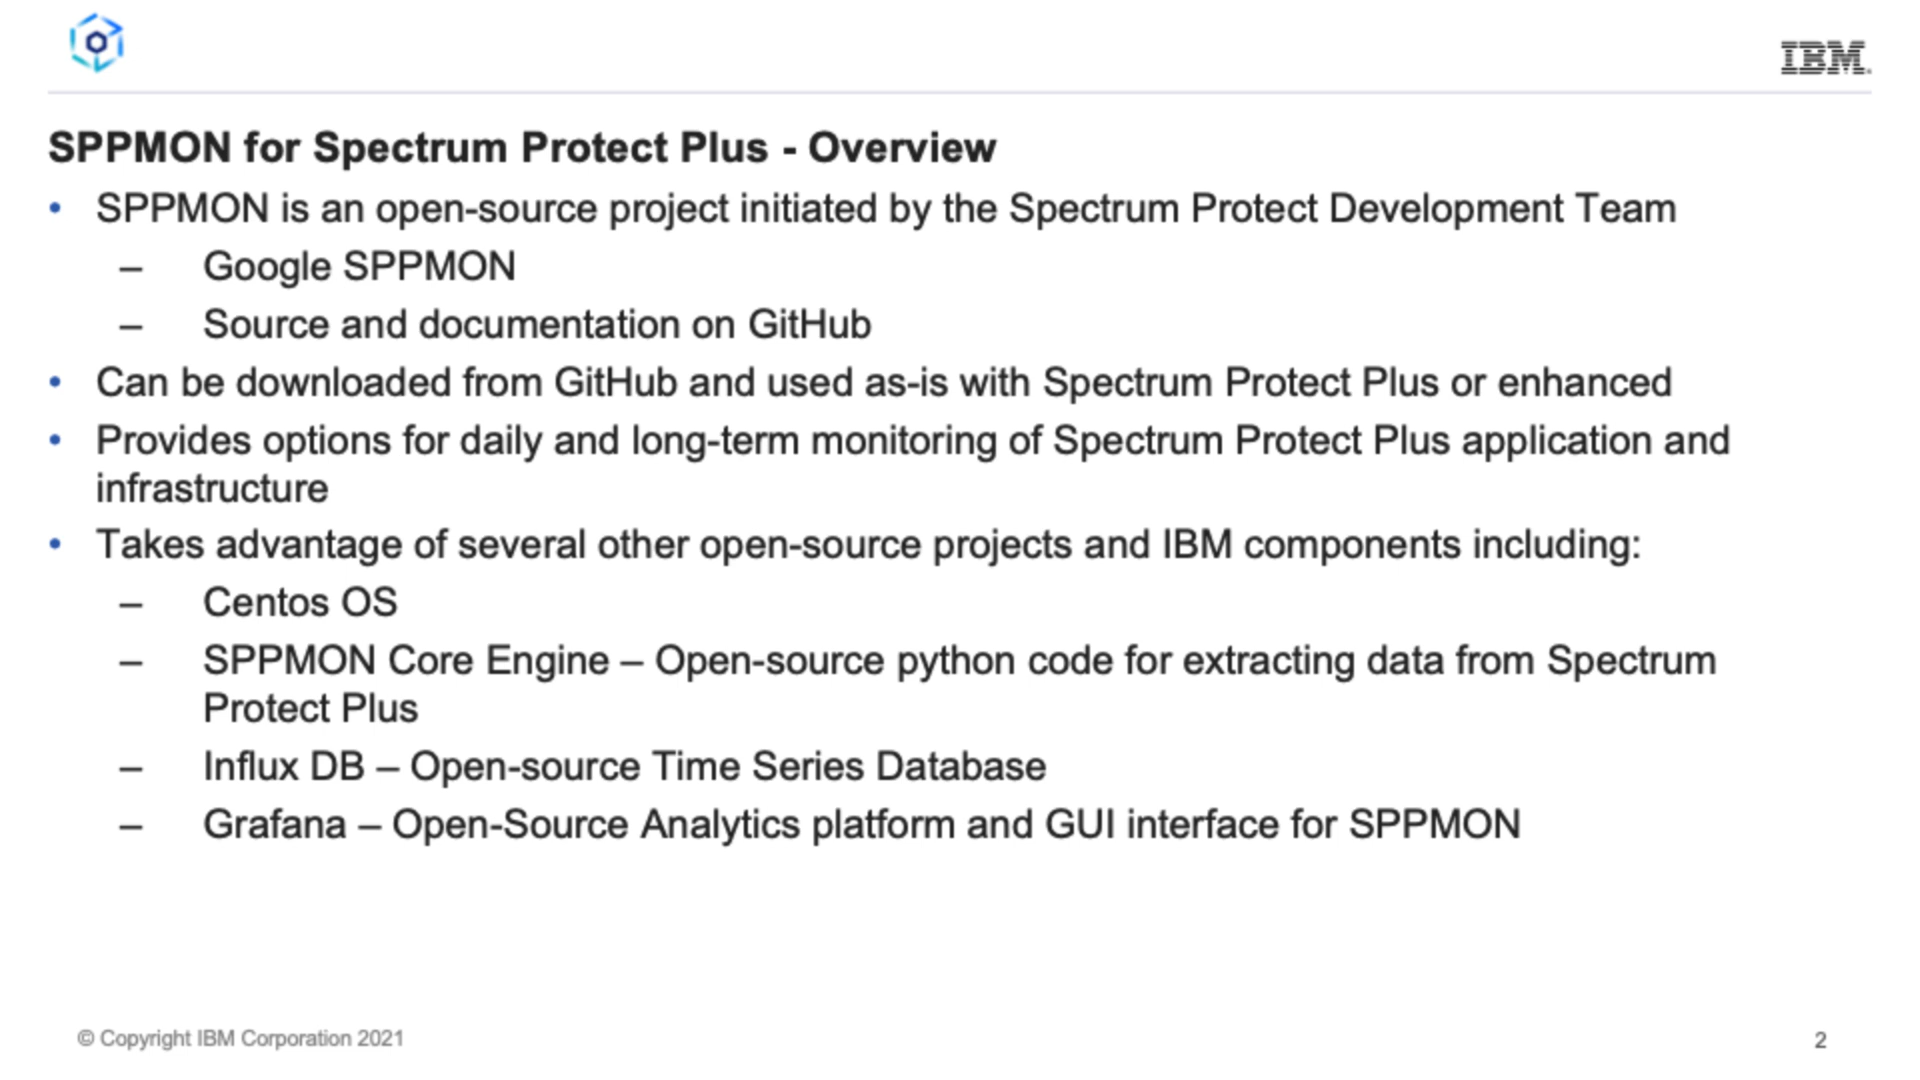 IBM
SPPMON for Spectrum Protect Plus - Overview
• SPPMON is an open-source project initiated by the Spectrum Protect Development Team
– Google SPPMON
– Source and documentation on GitHub
• Can be downloaded from GitHub and used as-is with Spectrum Protect Plus or enhanced
• Provides options for daily and long-term monitoring of Spectrum Protect Plus application and
infrastructure
• Takes advantage of several other open-source projects and IBM components including:
– Centos OS
– SPPMON Core Engine – Open-source python code for extracting data from Spectrum
Protect Plus
– Influx DB – Open-source Time Series Database
– Grafana – Open-Source Analytics platform and GUI interface for SPPMON
© Copyright IBM Corporation 2021
2